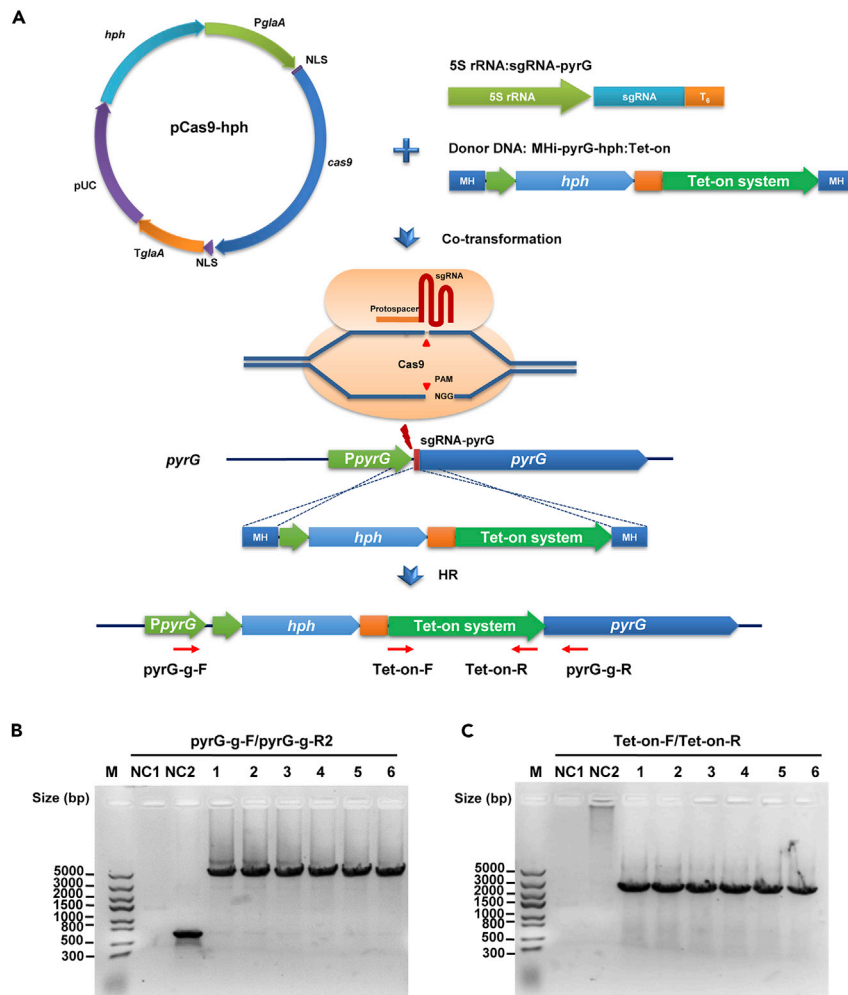 A
hph
PglaA
NLS
pCas9-hph
cas9
pUC
TglaA
NLS
5S rRNA:sgRNA-pyrG
5S rRNA
sgRNA
T6
Donor DNA: MHi-pyrG-hph:Tet-on
MH
hph
Tet-on system
MH
Co-transformation
sgRNA
Protospacer
Cas9
PAM
NGG
sgRNA-pyrG
pyrG
PpyrG
pyrG
MH
hph
Tet-on system
MH
HR
PpyrG
hph
Tet-on system
pyrG
pyrG-g-F
Tet-on-F
Tet-on-R
pyrG-g-R
B
pyrG-g-F/pyrG-g-R2
M NC1 NC2 1 2 3 4 5 6
Size (bp)
5000
3000
2000
1500
1000
800
500
300
C
Tet-on-F/Tet-on-R
M NC1 NC2 1 2 3 4 5 6
Size (bp)
5000
3000
2000
1500
1000
800
500
300